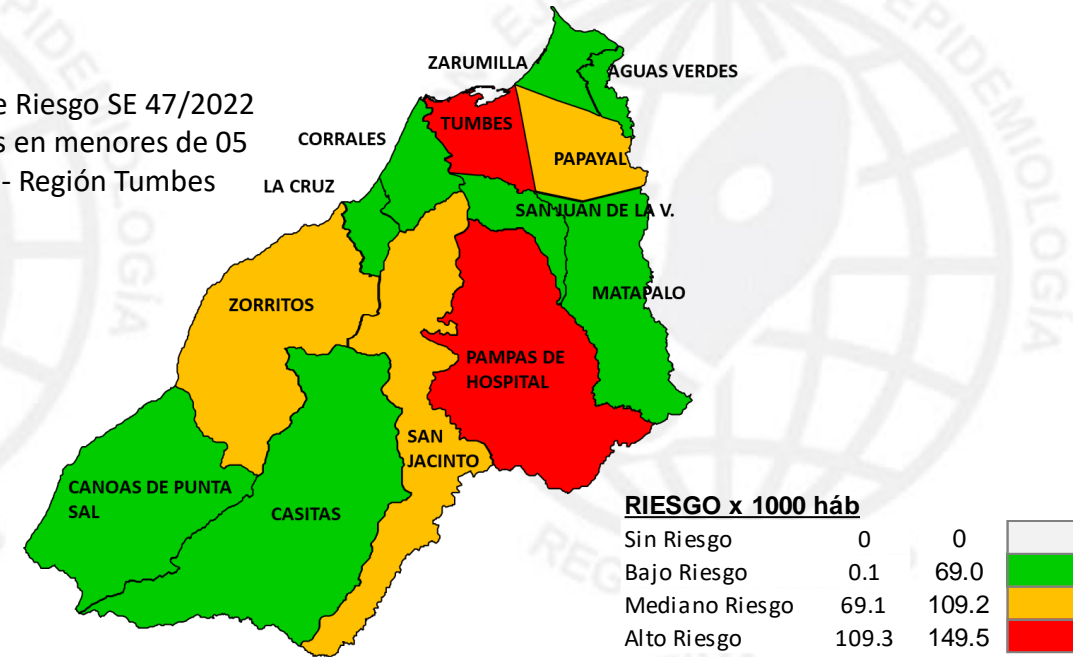 e Riesgo SE 47/2022
s en menores de 05
- Región Tumbes
ZARUMILLA
AGUAS VERDES
CORRALES
TUMBES
PAPAYAL
LA CRUZ
SAN JUAN DE LA V.
ZORRITOS
MATAPALO
PAMPAS DE
HOSPITAL
SAN
JACINTO
CANOAS DE PUNTA
SAL
CASITAS
RIESGO x 1000 háb
Sin Riesgo 0 0
Bajo Riesgo 0.1 69.0
Mediano Riesgo 69.1 109.2
Alto Riesgo 109.3 149.5
EPIDEMIOLOGÍA